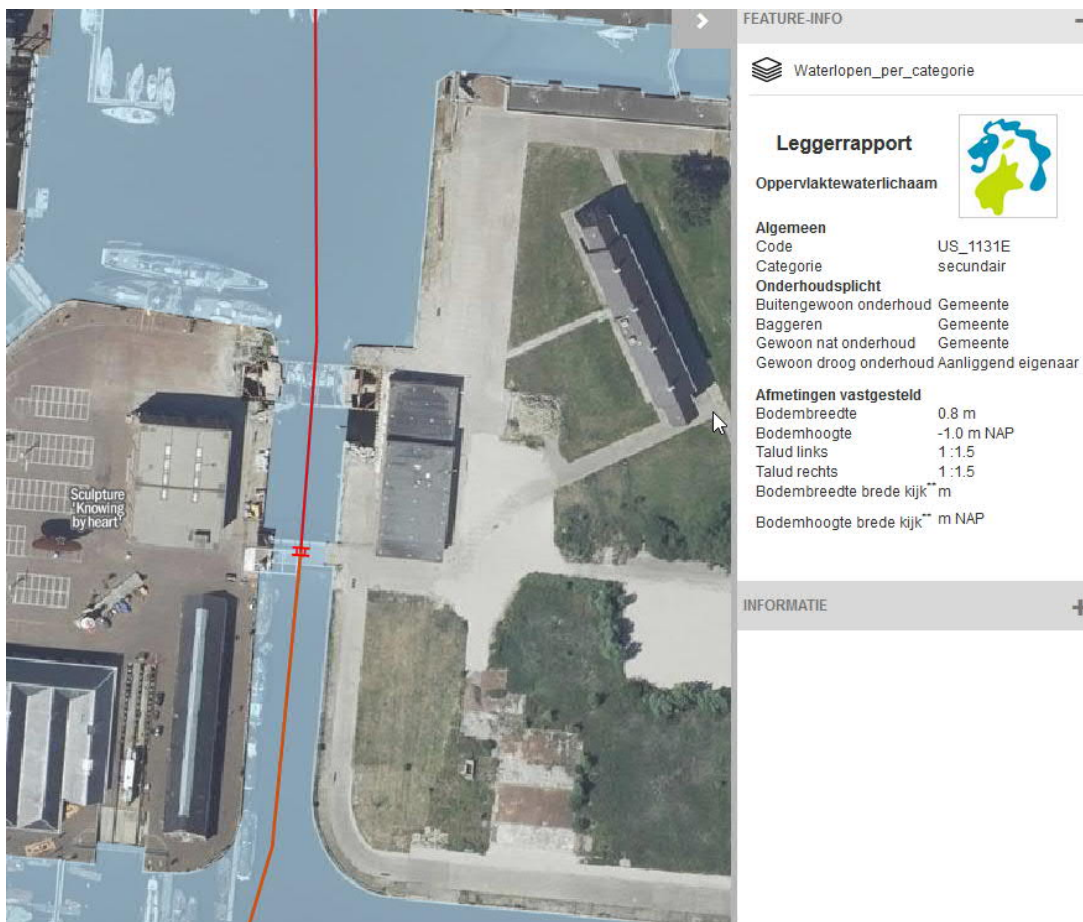 FEATURE-INFO
Waterlopen_per_categorie
Leggerrapport
Oppervlaktewaterlichaam
Algemeen
Code US_1131E
Categorie secundair
Onderhoudsplicht
Buitengewoon onderhoud Gemeente
Baggeren Gemeente
Gewoon nat onderhoud Gemeente
Gewoon droog onderhoud Aanliggend eigenaar
Afmetingen vastgesteld
Bodembreedte 0.8 m
Bodemhoogte -1.0 m NAP
Talud links 1 :1.5
Talud rechts 1 :1.5
Bodembreedte brede kijk** m
Bodemhoogte brede kijk** m NAP
INFORMATIE
Sculpture
'Knowing
by heart'